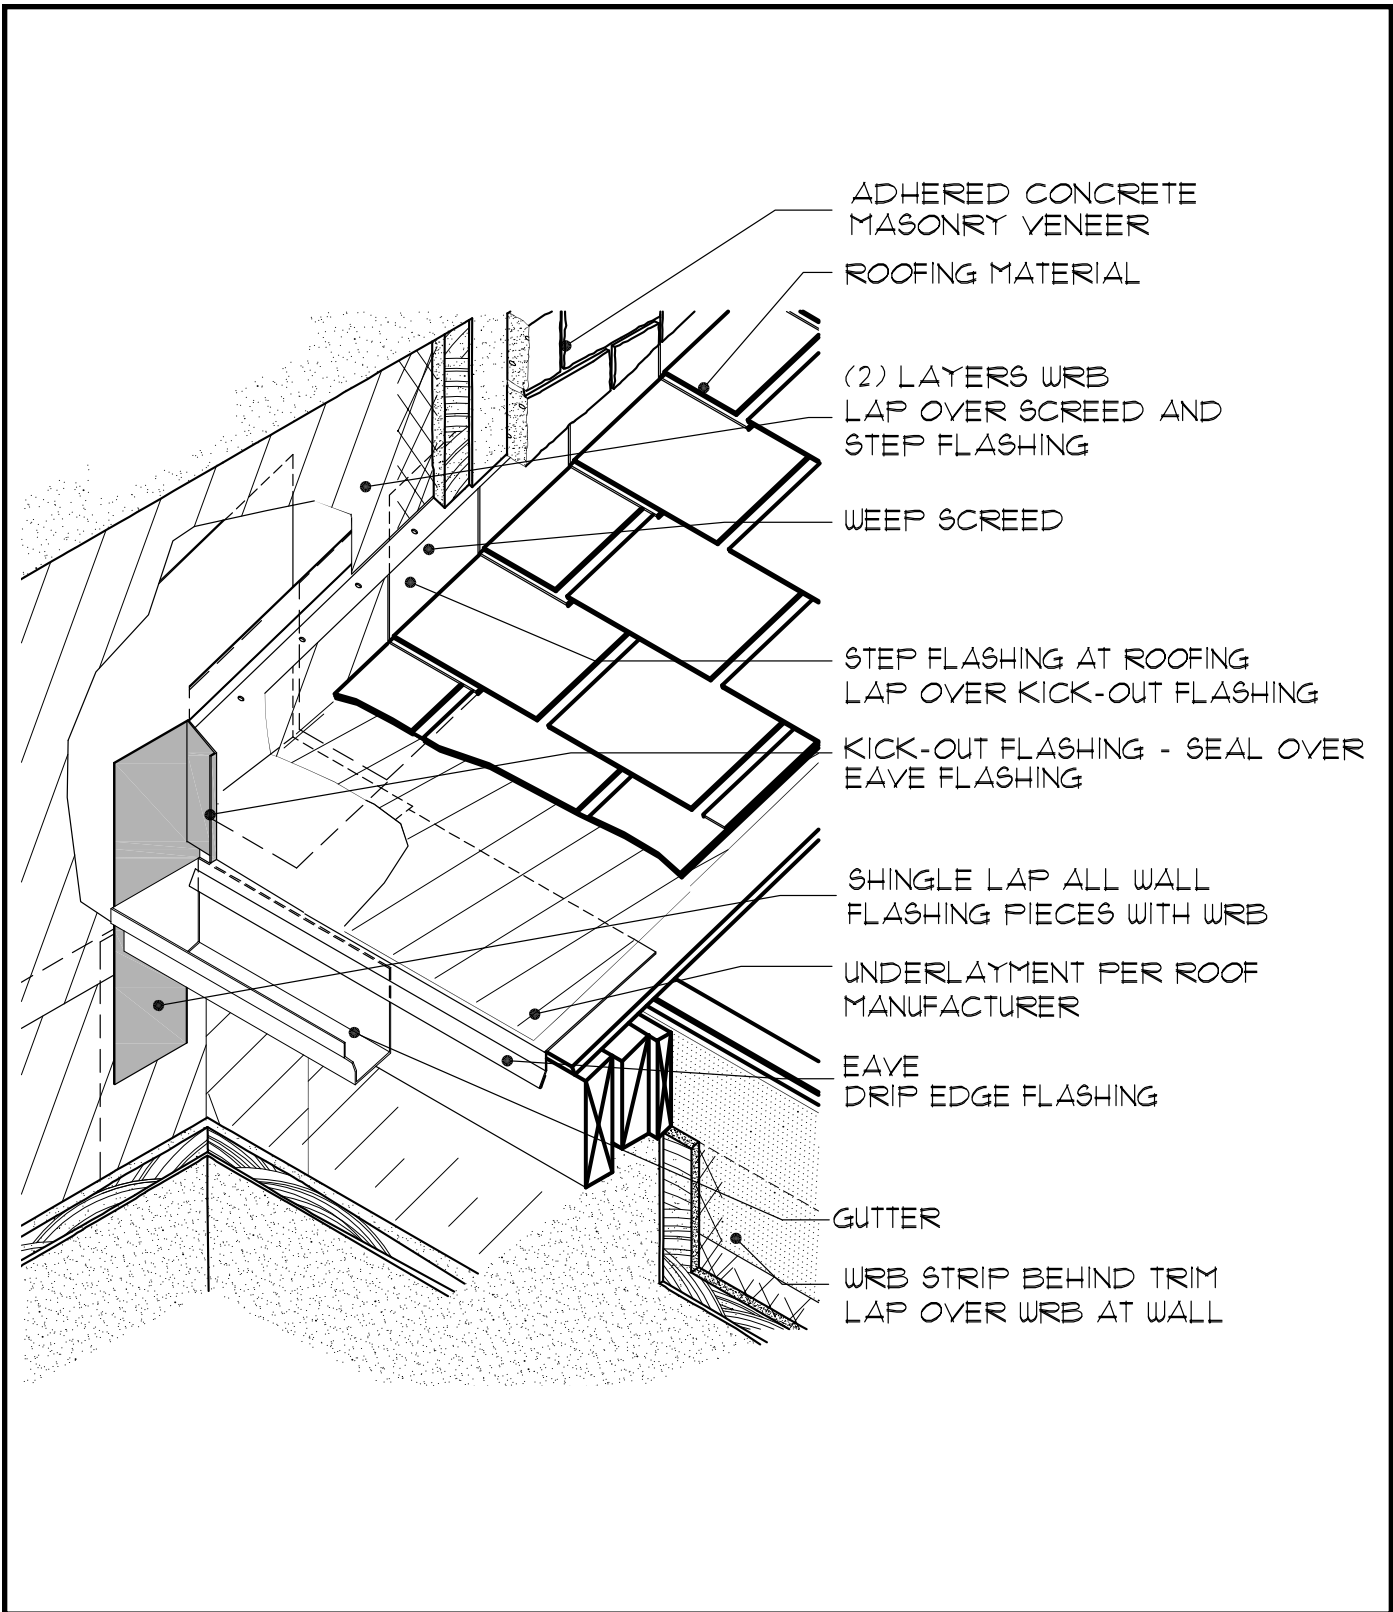 ADHERED CONCRETE
MASONRY VENEER
ROOFING MATERIAL
(2) LAYERS WRB
LAP OVER SCREED AND
STEP FLASHING
WEEP SCREED
STEP FLASHING AT ROOFING
LAP OVER KICK-OUT FLASHING
KICK-OUT FLASHING - SEAL OVER
EAVE FLASHING
SHINGLE LAP ALL WALL
FLASHING PIECES WITH WRB
UNDERLAYMENT PER ROOF
MANUFACTURER
EAVE
DRIP EDGE FLASHING
GUTTER
WRB STRIP BEHIND TRIM
LAP OVER WRB AT WALL